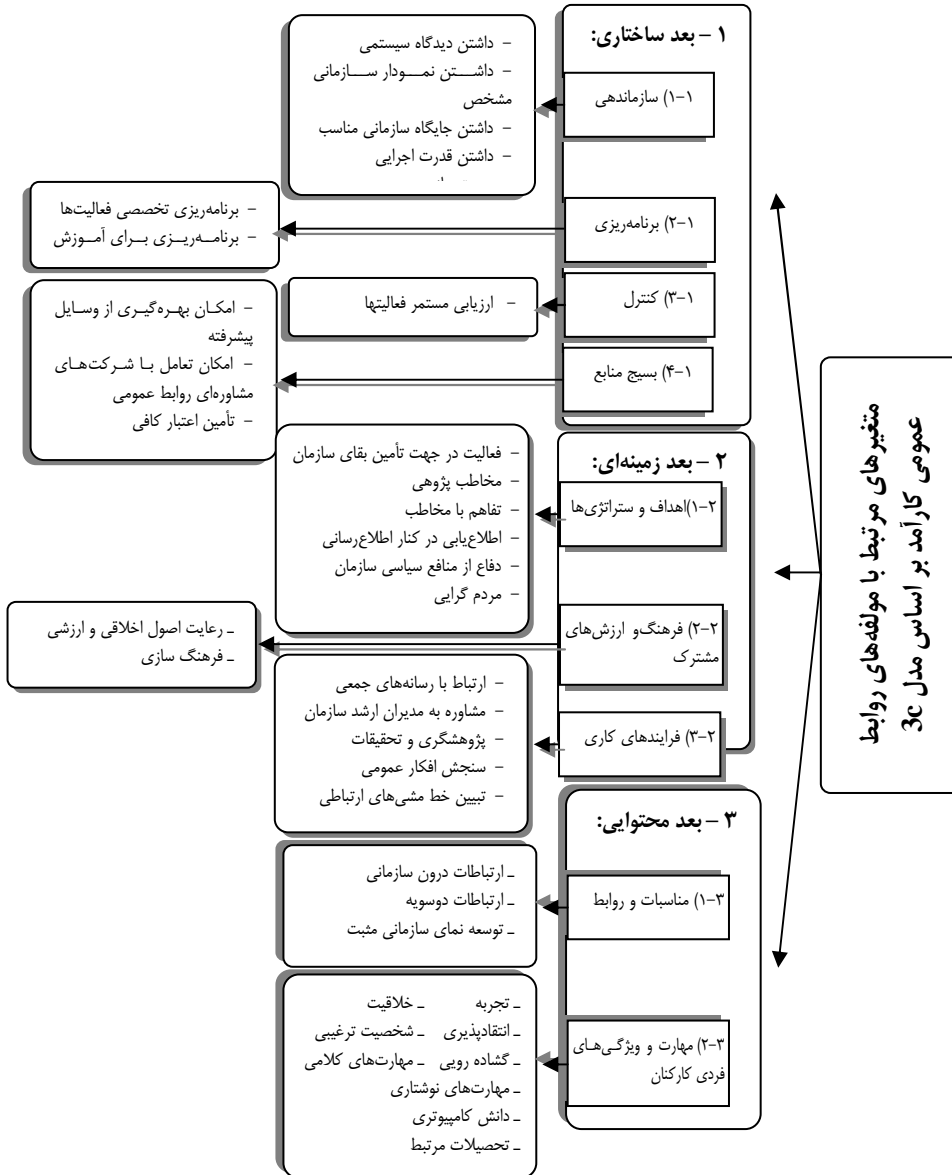 متغیرهای مرتبط با مولفه‌های روابط
عمومی کارآمد بر اساس مدل 3c
۱ – بعد ساختاری:
۱-۱) سازماندهی
– داشتن دیدگاه سیستمی
– داشتن نمودار سازمانی
مشخص
– داشتن جایگاه سازمانی مناسب
– داشتن قدرت اجرایی
۲-۱) برنامه‌ریزی
– برنامه‌ریزی تخصصی فعالیت‌ها
– برنامه‌ریزی برای آموزش
۳-۱) کنترل
– ارزیابی مستمر فعالیتها
۴-۱) بسیج منابع
– امکان بهره‌گیری از وسایل
پیشرفته
– امکان تعامل با شرکت‌های
مشاوره‌ای روابط عمومی
– تأمین اعتبار کافی
۲ – بعد زمینه‌ای:
۱-۲)اهداف و ستراتژی‌ها
– فعالیت در جهت تأمین بقای سازمان
– مخاطب پژوهی
– تفاهم با مخاطب
– اطلاع‌یابی در کنار اطلاع‌رسانی
– دفاع از منافع سیاسی سازمان
– مردم گرایی
۲-۲) فرهنگ‌و ارزش‌های
مشترک
ـ رعایت اصول اخلاقی و ارزشی
ـ فرهنگ سازی
۳-۲) فرایندهای کاری
– ارتباط با رسانه‌های جمعی
– مشاوره به مدیران ارشد سازمان
– پژوهشگری و تحقیقات
– سنجش افکار عمومی
– تبیین خط مشی‌های ارتباطی
۳ – بعد محتوایی:
۱-۳) مناسبات و روابط
ـ ارتباطات درون سازمانی
ـ ارتباطات دوسویه
ـ توسعه نمای سازمانی مثبت
۲-۳) مهارت و ویژگی‌های
فردی کارکنان
ـ تجربه ـ خلاقیت
ـ انتقادپذیری ـ شخصیت ترغیبی
ـ گشاده رویی ـ مهارت‌های کلامی
ـ مهارت‌های نوشتاری
ـ دانش کامپیوتری
ـ تحصیلات مرتبط